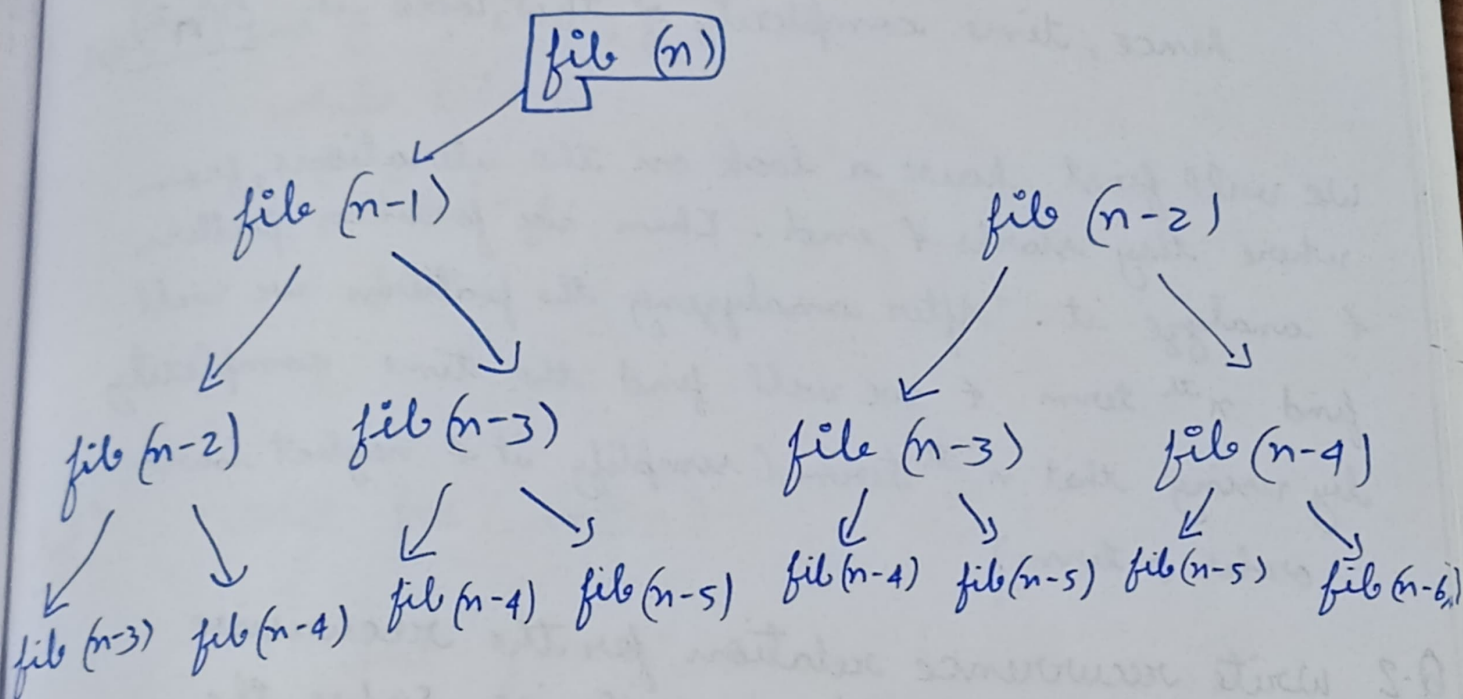 fib (n)
fib (n-1) fib (n-2)
fib (n-2) fib (n-3) fib (n-3) fib (n-4)
fib (n-3) fib (n-4) fib (n-4) fib (n-5) fib (n-4) fib (n-5) fib (n-5) fib (n-6)